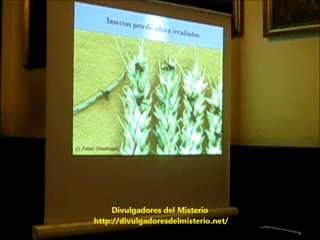 Insectos petrificados e irradiados
Divulgadores del Misterio
http://divulgadoresdelmisterio.net/